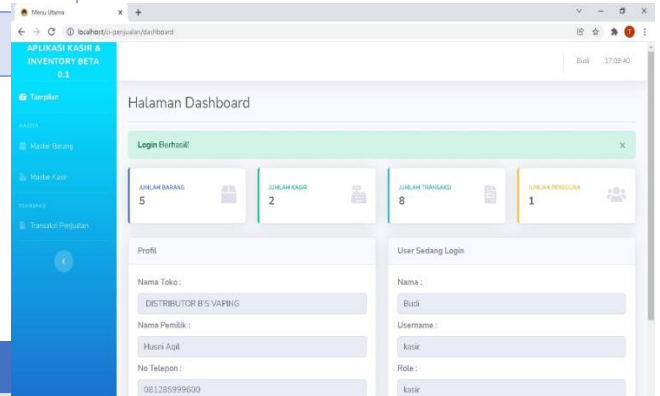 Menu Utama
localhost/ci-penjualan/dashboard
APLIKASI KASIR &
INVENTORY BETA
0.1
Budi 17:09:40
Tampilan
Halaman Dashboard
Master Barang
Login Berhasil!
Master Kasir
JUMLAH BARANG
5
JUMLAH KASIR
2
JUMLAH TRANSAKSI
8
JUMLAH PENGGUNA
1
TRANSAKSI
Transaksi Penjualan
Profil
Nama Toko :
DISTRIBUTOR B'S VAPING
Nama Pemilik :
Husni Aqil
No Telepon :
081285999600
User Sedang Login
Nama :
Budi
Username :
kasir
Role :
kasir